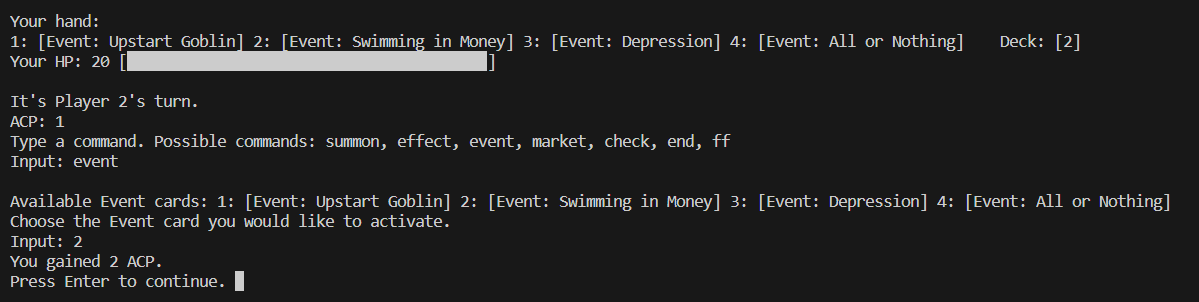 Your hand:
1: [Event: Upstart Goblin] 2: [Event: Swimming in Money] 3: [Event: Depression] 4: [Event: All or Nothing]    Deck: [2]
Your HP: 20 [                                    ]
It's Player 2's turn.
ACP: 1
Type a command. Possible commands: summon, effect, event, market, check, end, ff
Input: event
Available Event cards: 1: [Event: Upstart Goblin] 2: [Event: Swimming in Money] 3: [Event: Depression] 4: [Event: All or Nothing]
Choose the Event card you would like to activate.
Input: 2
You gained 2 ACP.
Press Enter to continue.